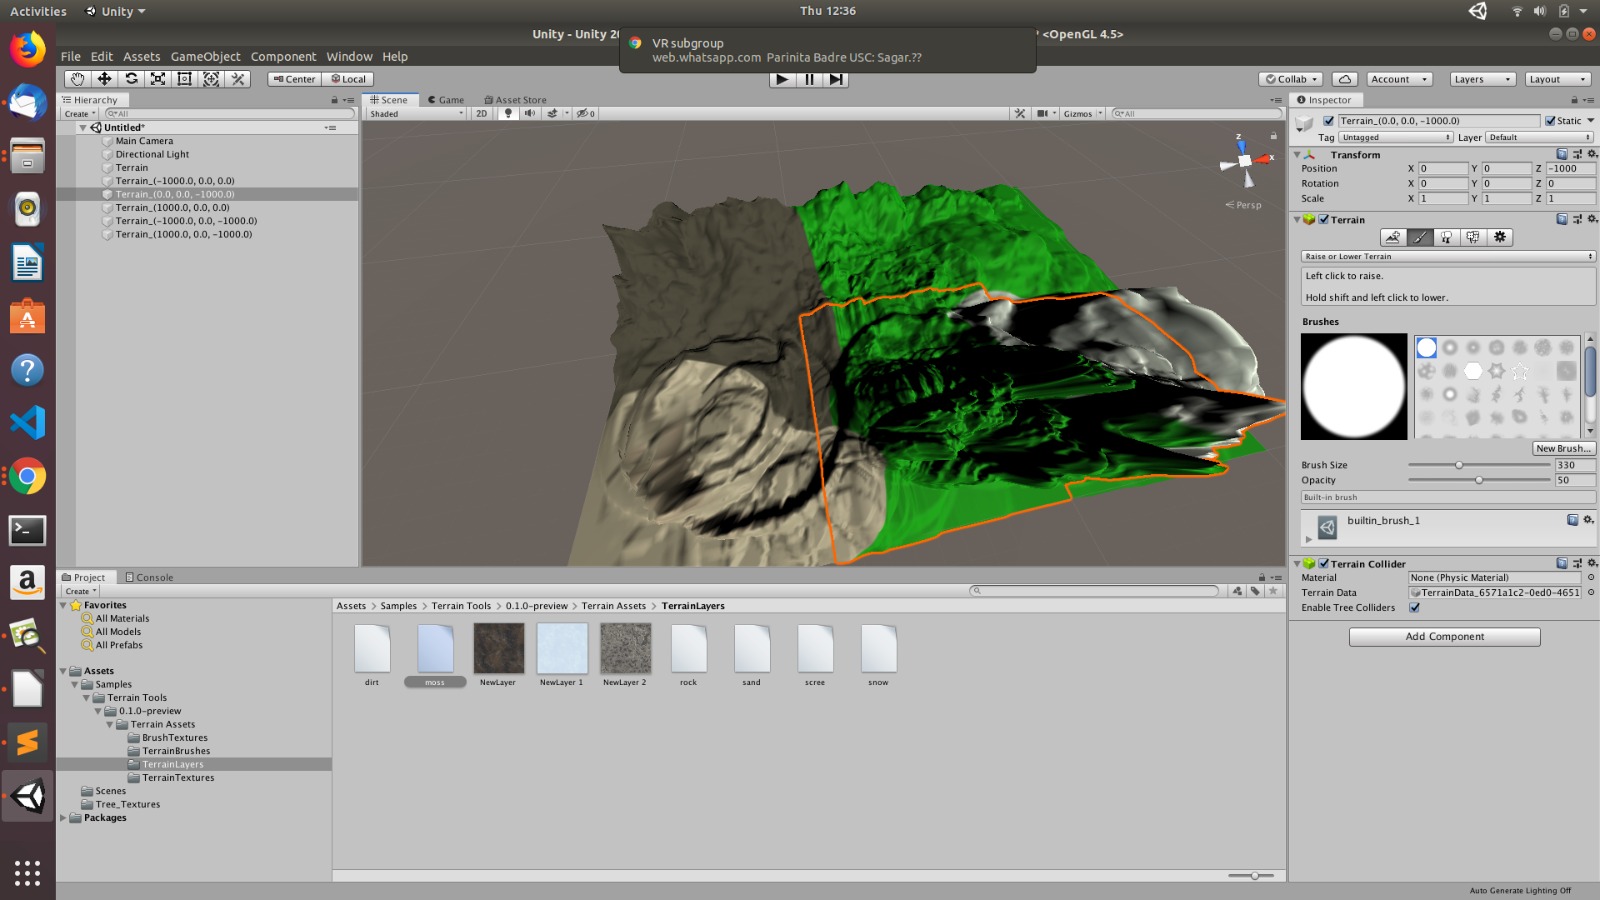 Activities
Unity
Thu 12:36
Unity - Unity 20
<OpenGL 4.5>
VR subgroup
web.whatsapp.com Parinita Badre USC: Sagar.??
File Edit Assets GameObject Component Window Help
Center Local
Collab Account Layers Layout
Hierarchy
Create
All
Untitled*
Main Camera
Directional Light
Terrain
Terrain_(-1000.0, 0.0, 0.0)
Terrain_(0.0, 0.0, -1000.0)
Terrain_(1000.0, 0.0, 0.0)
Terrain_(-1000.0, 0.0, -1000.0)
Terrain_(1000.0, 0.0, -1000.0)
Scene Game Asset Store
Shaded 2D 0 Gizmos All
z
x
Persp
Inspector
Terrain_(0.0, 0.0, -1000.0) Static
Tag Untagged Layer Default
Transform
Position X 0 Y 0 Z -1000
Rotation X 0 Y 0 Z 0
Scale X 1 Y 1 Z 1
Terrain
Raise or Lower Terrain
Left click to raise.
Hold shift and left click to lower.
Brushes
New Brush...
Brush Size 330
Opacity 50
Built-in brush
builtin_brush_1
Terrain Collider
Material None (Physic Material)
Terrain Data TerrainData_6571a1c2-0ed0-4651
Enable Tree Colliders
Add Component
Project Console
Create
Favorites
All Materials
All Models
All Prefabs
Assets
Samples
Terrain Tools
0.1.0-preview
Terrain Assets
BrushTextures
TerrainBrushes
TerrainLayers
TerrainTextures
Scenes
Tree_Textures
Packages
Assets > Samples > Terrain Tools > 0.1.0-preview > Terrain Assets > TerrainLayers
dirt moss NewLayer NewLayer 1 NewLayer 2 rock sand scree snow
Auto Generate Lighting Off